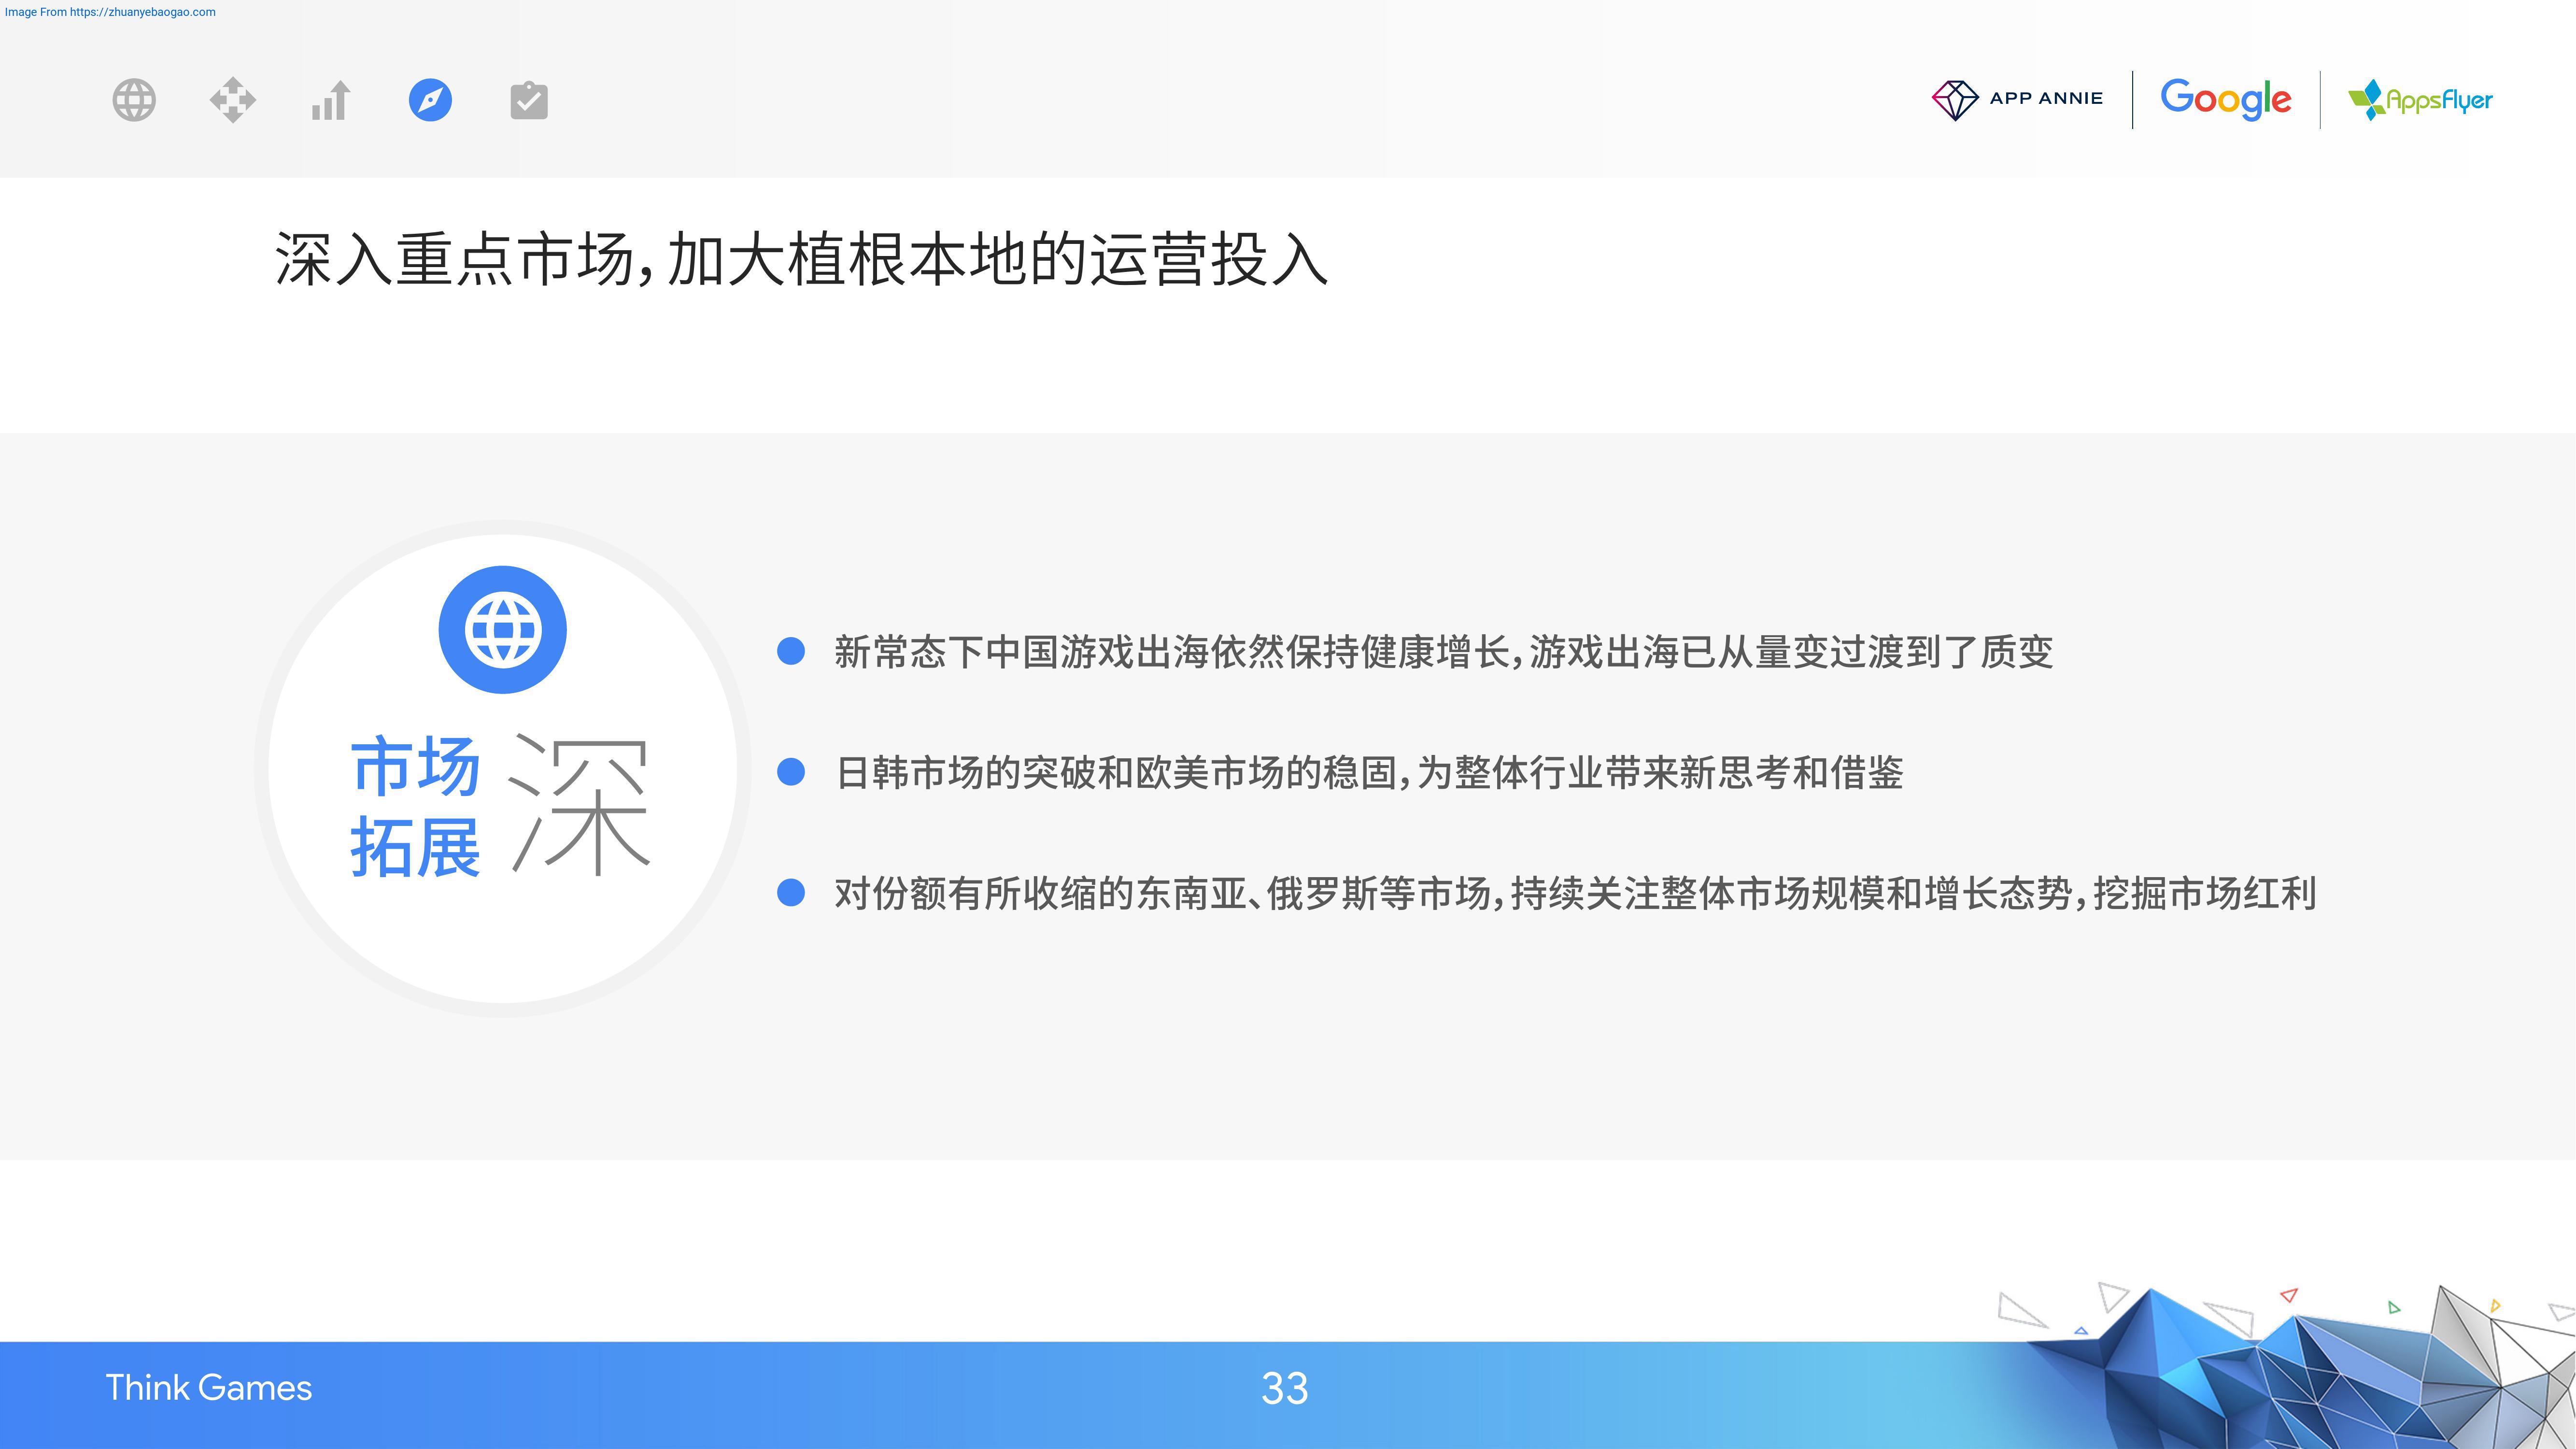 Image From https://zhuanyebaogao.com
APP ANNIE
Google
AppsFlyer
深入重点市场，加大植根本地的运营投入
市场
拓展
深
新常态下中国游戏出海依然保持健康增长，游戏出海已从量变过渡到了质变
日韩市场的突破和欧美市场的稳固，为整体行业带来新思考和借鉴
对份额有所收缩的东南亚、俄罗斯等市场，持续关注整体市场规模和增长态势，挖掘市场红利
Think Games
33